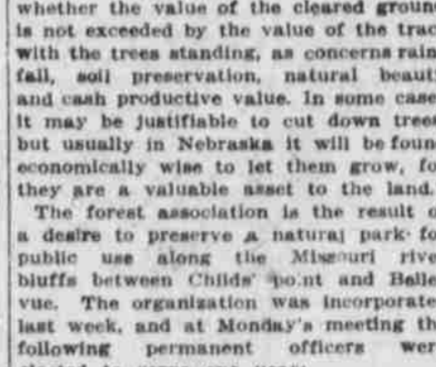 whether the value of the cleared groun
is not exceeded by the value of the trac
with the trees standing, as concerns rain
fall, soil preservation, natural beaut
and cash productive value. In some case
it may be justifiable to cut down tree
but usually in Nebraska it will be foun
economically wise to let them grow, fo
they are a valuable asset to the land.
The forest association is the result o
a desire to preserve a natural park fo
public use along the Missouri rive
bluffs between Childs' point and Belle
vue. The organization was incorporate
last week, and at Monday's meeting th
following permanent officers wer